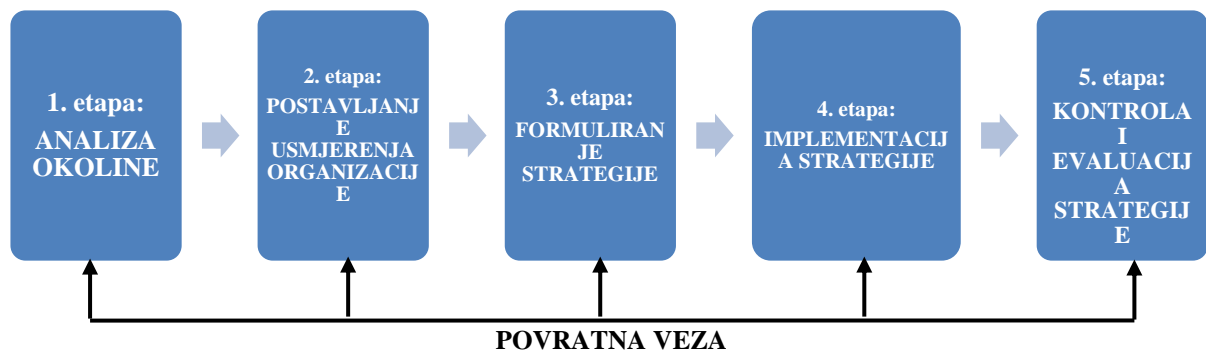 1. etapa:
ANALIZA
OKOLINE
2. etapa:
POSTAVLJANJ
E
USMJERENJA
ORGANIZACIJ
E
3. etapa:
FORMULIRAN
JE
STRATEGIJE
4. etapa:
IMPLEMENTACIJ
A STRATEGIJE
5. etapa:
KONTROLA
I
EVALUACIJ
A
STRATEGIJ
E
POVRATNA VEZA